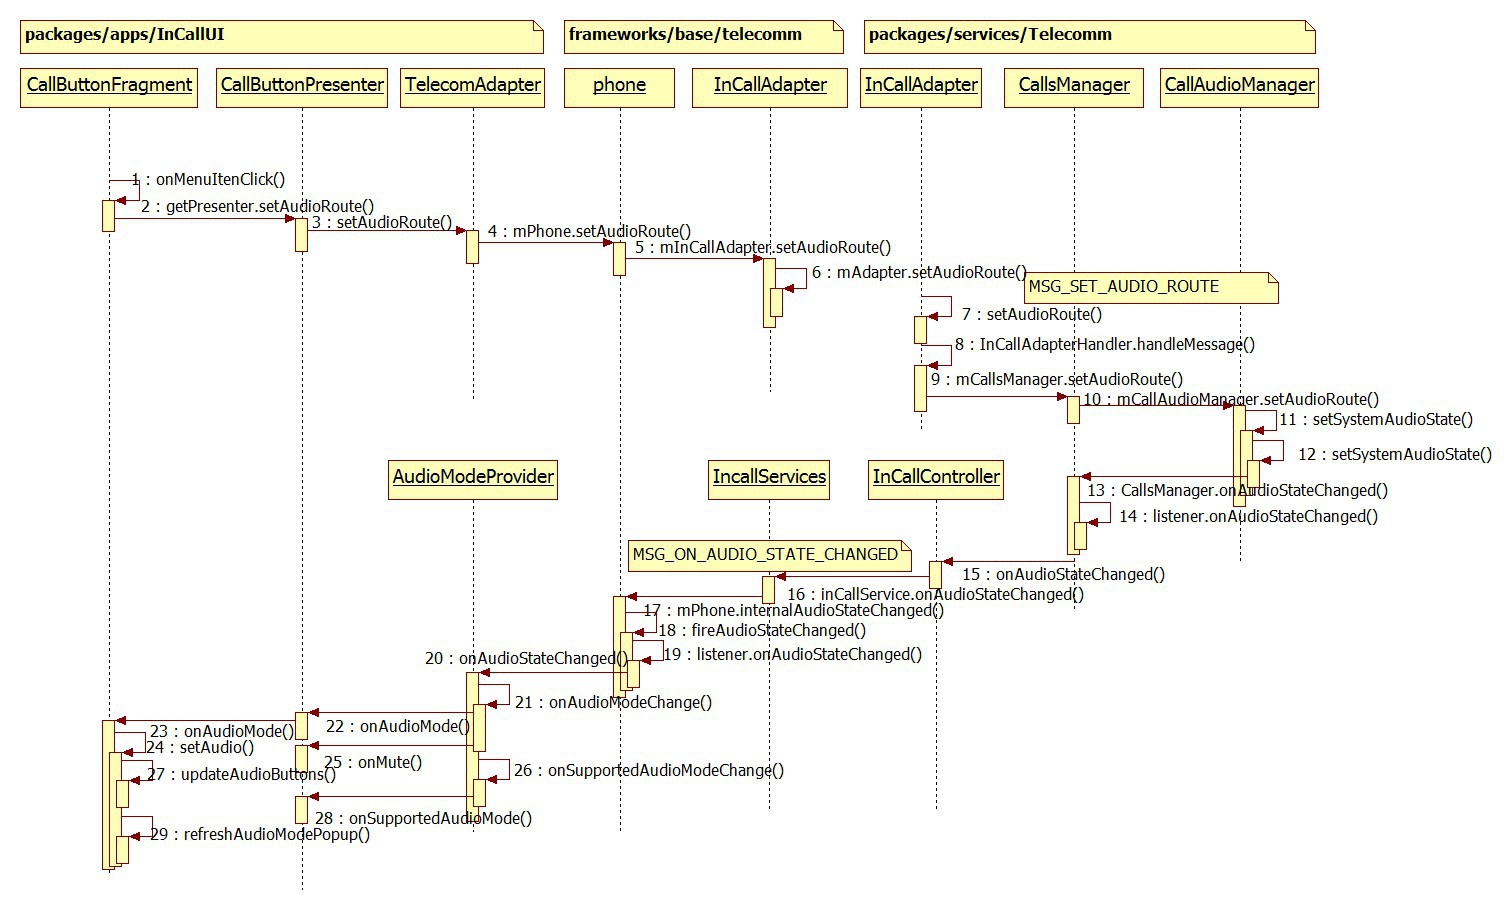 packages/apps/InCallUI
frameworks/base/telecomm
packages/services/Telecomm
CallButtonFragment
CallButtonPresenter
TelecomAdapter
phone
InCallAdapter
InCallAdapter
CallsManager
CallAudioManager
1 : onMenuItenClick()
2 : getPresenter.setAudioRoute()
3 : setAudioRoute()
4 : mPhone.setAudioRoute()
5 : mInCallAdapter.setAudioRoute()
6 : mAdapter.setAudioRoute()
MSG_SET_AUDIO_ROUTE
7 : setAudioRoute()
8 : InCallAdapterHandler.handleMessage()
9 : mCallsManager.setAudioRoute()
10 : mCallAudioManager.setAudioRoute()
11 : setSystemAudioState()
12 : setSystemAudioState()
AudioModeProvider
IncallServices
InCallController
13 : CallsManager.onAudioStateChanged()
14 : listener.onAudioStateChanged()
MSG_ON_AUDIO_STATE_CHANGED
15 : onAudioStateChanged()
16 : inCallService.onAudioStateChanged()
17 : mPhone.internalAudioStateChanged()
18 : fireAudioStateChanged()
19 : listener.onAudioStateChanged()
20 : onAudioStateChanged()
21 : onAudioModeChange()
22 : onAudioMode()
23 : onAudioMode()
24 : setAudio()
25 : onMute()
26 : onSupportedAudioModeChange()
27 : updateAudioButtons()
28 : onSupportedAudioMode()
29 : refreshAudioModePopup()